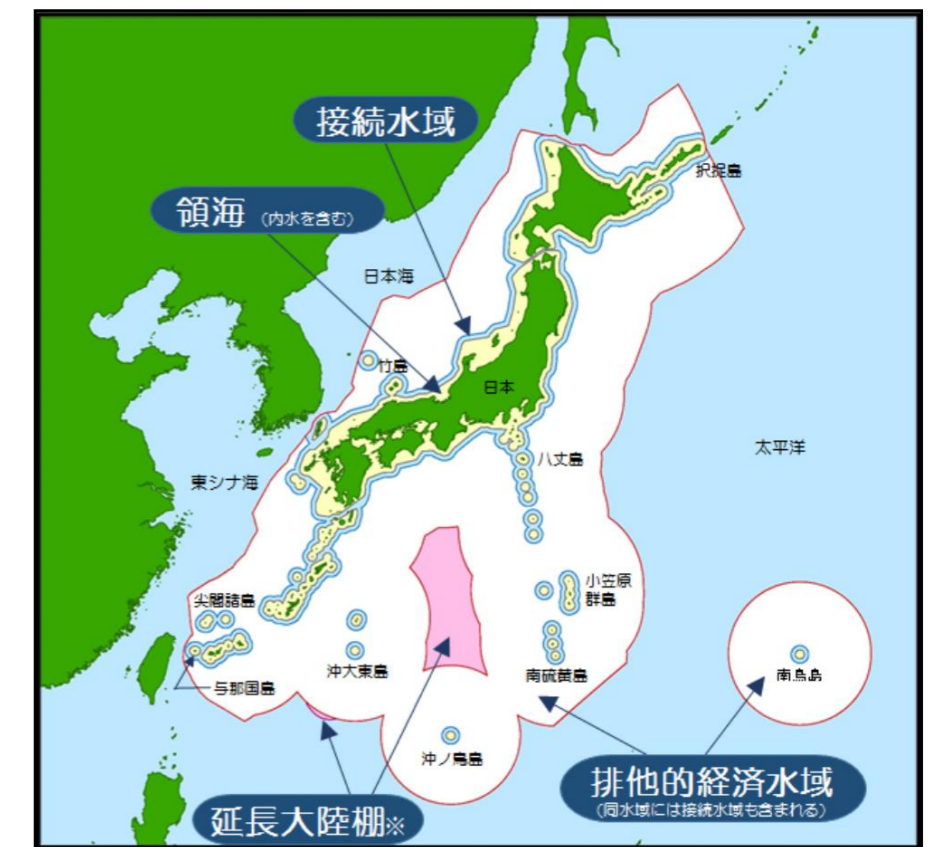 接続水域
択捉島
領海 (内水を含む)
日本海
竹島
日本
太平洋
八丈島
東シナ海
小笠原
群島
尖閣諸島
沖大東島
南硫黄島
南鳥島
与那国島
沖ノ鳥島
排他的経済水域
(同水域には接続水域も含まれる)
延長大陸棚※